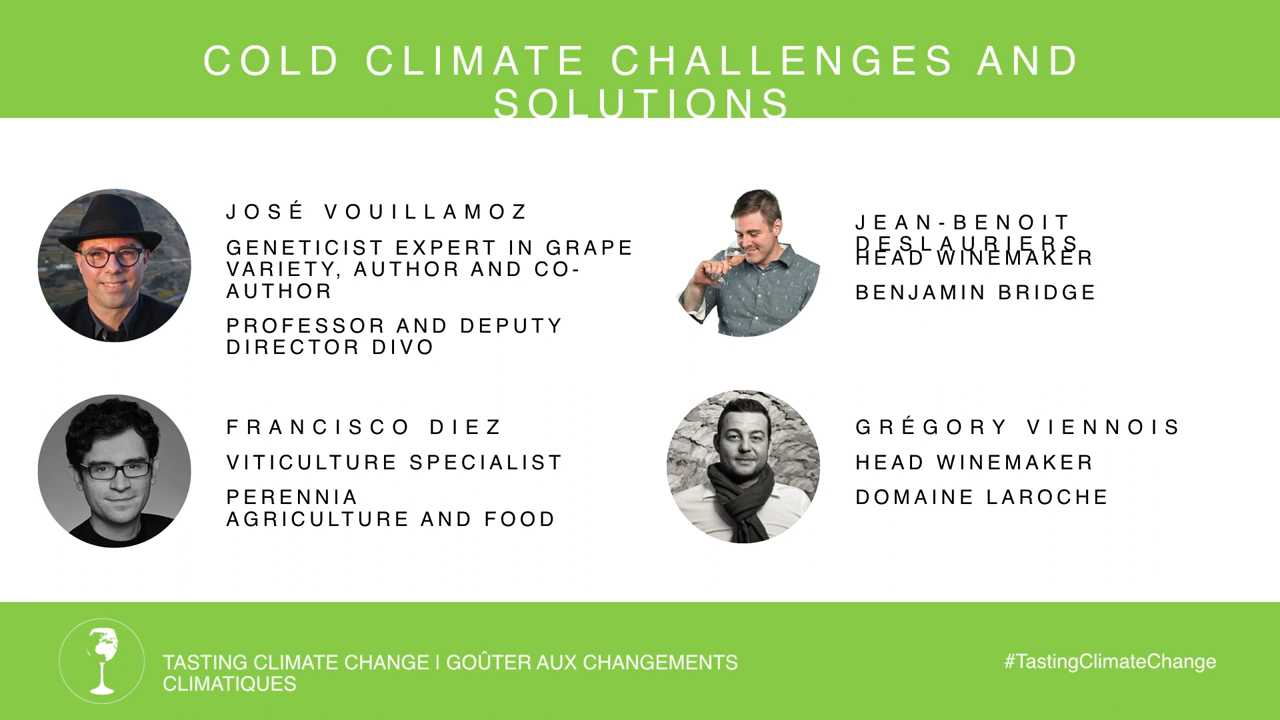 COLD CLIMATE CHALLENGES AND
SOLUTIONS
JOSÉ VOUILLAMOZ
GENETICIST EXPERT IN GRAPE
VARIETY, AUTHOR AND CO-
AUTHOR
PROFESSOR AND DEPUTY
DIRECTOR DIVO
JEAN-BENOIT
DESLAURIERS
HEAD WINEMAKER
BENJAMIN BRIDGE
FRANCISCO DIEZ
VITICULTURE SPECIALIST
PERENNIA
AGRICULTURE AND FOOD
GRÉGORY VIENNOIS
HEAD WINEMAKER
DOMAINE LAROCHE
TASTING CLIMATE CHANGE I GOÛTER AUX CHANGEMENTS
CLIMATIQUES
#TastingClimateChange